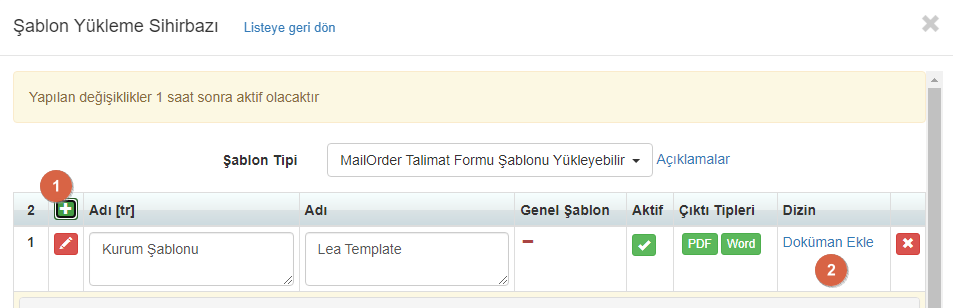 Şablon Yükleme Sihirbazı Listeye geri dön
Yapılan değişiklikler 1 saat sonra aktif olacaktır
Şablon Tipi MailOrder Talimat Formu Şablonu Yükleyebilir Açıklamalar
1
2 Adı [tr] Adı Genel Şablon Aktif Çıktı Tipleri Dizin
1 Kurum Şablonu Lea Template PDF Word Doküman Ekle
2